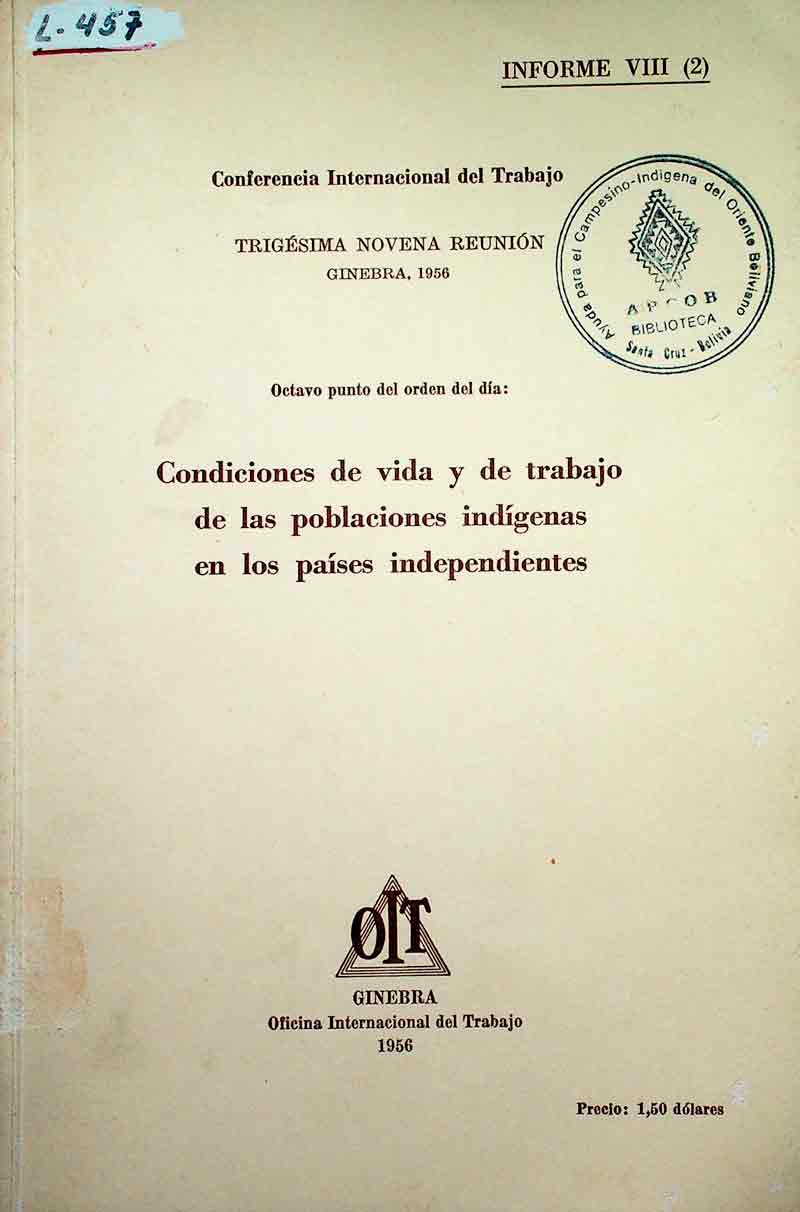 L-457
INFORME VIII (2)
Conferencia Internacional del Trabajo
TRIGÉSIMA NOVENA REUNIÓN
GINEBRA, 1956
Ayuda para el Campesino-Indigena del Oriente Boliviano
APCOB
BIBLIOTECA
Santa Cruz - Bolivia
Octavo punto del orden del día:
Condiciones de vida y de trabajo
de las poblaciones indígenas
en los países independientes
OIT
GINEBRA
Oficina Internacional del Trabajo
1956
Precio: 1,50 dólares